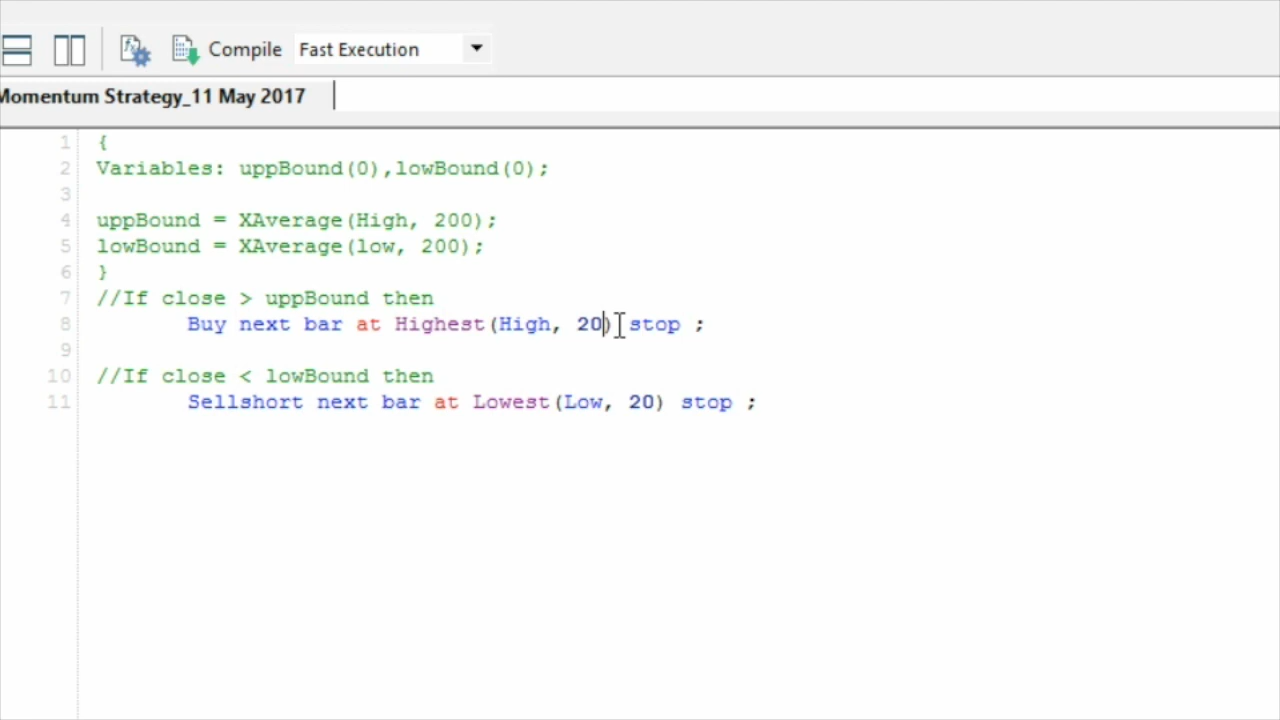 Compile Fast Execution
Momentum Strategy_11 May 2017
1 {
2 Variables: uppBound(0),lowBound(0);
3
4 uppBound = XAverage(High, 200);
5 lowBound = XAverage(low, 200);
6 }
7 //If close > uppBound then
8 Buy next bar at Highest(High, 20) stop ;
9
10 //If close < lowBound then
11 Sellshort next bar at Lowest(Low, 20) stop ;